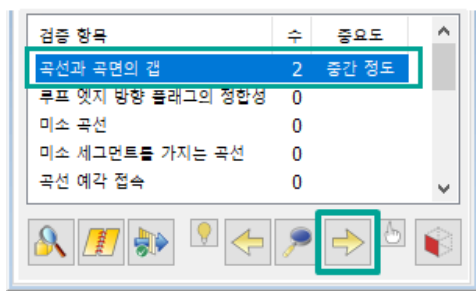 검증 항목 수 중요도
곡선과 곡면의 갭 2 중간 정도
루프 엣지 방향 플래그의 정합성 0
미소 곡선 0
미소 세그먼트를 가지는 곡선 0
곡선 예각 접속 0